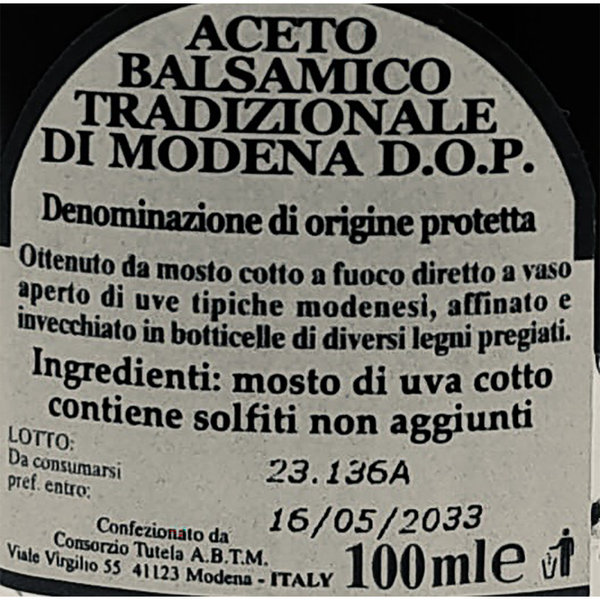 ACETO
BALSAMICO
TRADIZIONALE
DI MODENA D.O.P.
Denominazione di origine protetta
Ottenuto da mosto cotto a fuoco diretto a vaso
aperto di uve tipiche modenesi, affinato e
invecchiato in botticelle di diversi legni pregiati.
Ingredienti: mosto di uva cotto
contiene solfiti non aggiunti
LOTTO: 23.136A
Da consumarsi
pref. entro: 16/05/2033
Confezionato da
Consorzio Tutela A.B.T.M.
Viale Virgilio 55 41123 Modena - ITALY
100ml e